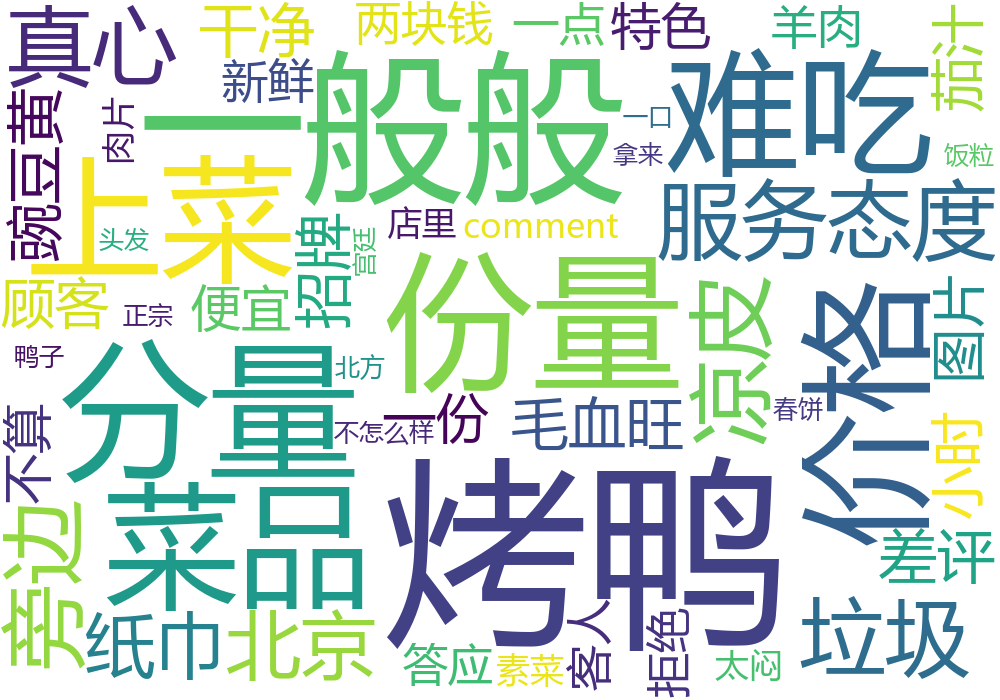 真心
干净
两块钱
一点
特色
羊肉
茄汁
新鲜
一般般
难吃
豌豆黄
肉片
一口
拿来
饭粒
上菜
头发
招牌
宫廷
店里
comment
服务态度
顾客
正宗
便宜
份量
凉皮
价格
图片
鸭子
分量
北方
不算
不怎么样
一份
毛血旺
春饼
小时
旁边
菜品
烤鸭
差评
纸巾
北京
答应
素菜
客人
拒绝
太闷
垃圾